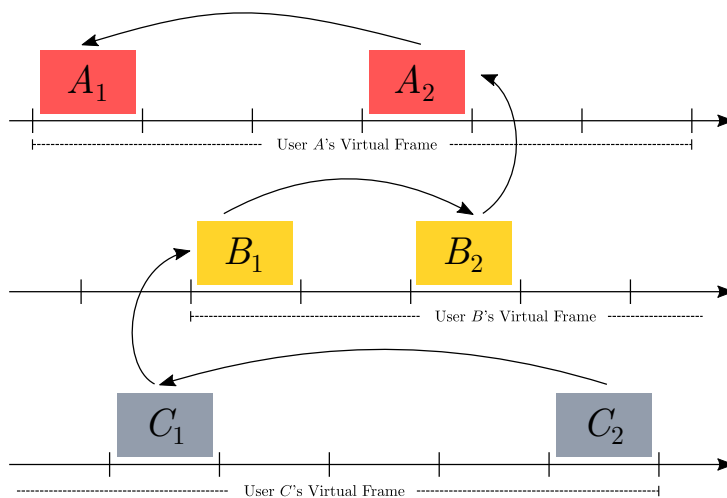 A₁ A₂
User A's Virtual Frame
B₁ B₂
User B's Virtual Frame
C₁ C₂
User C's Virtual Frame